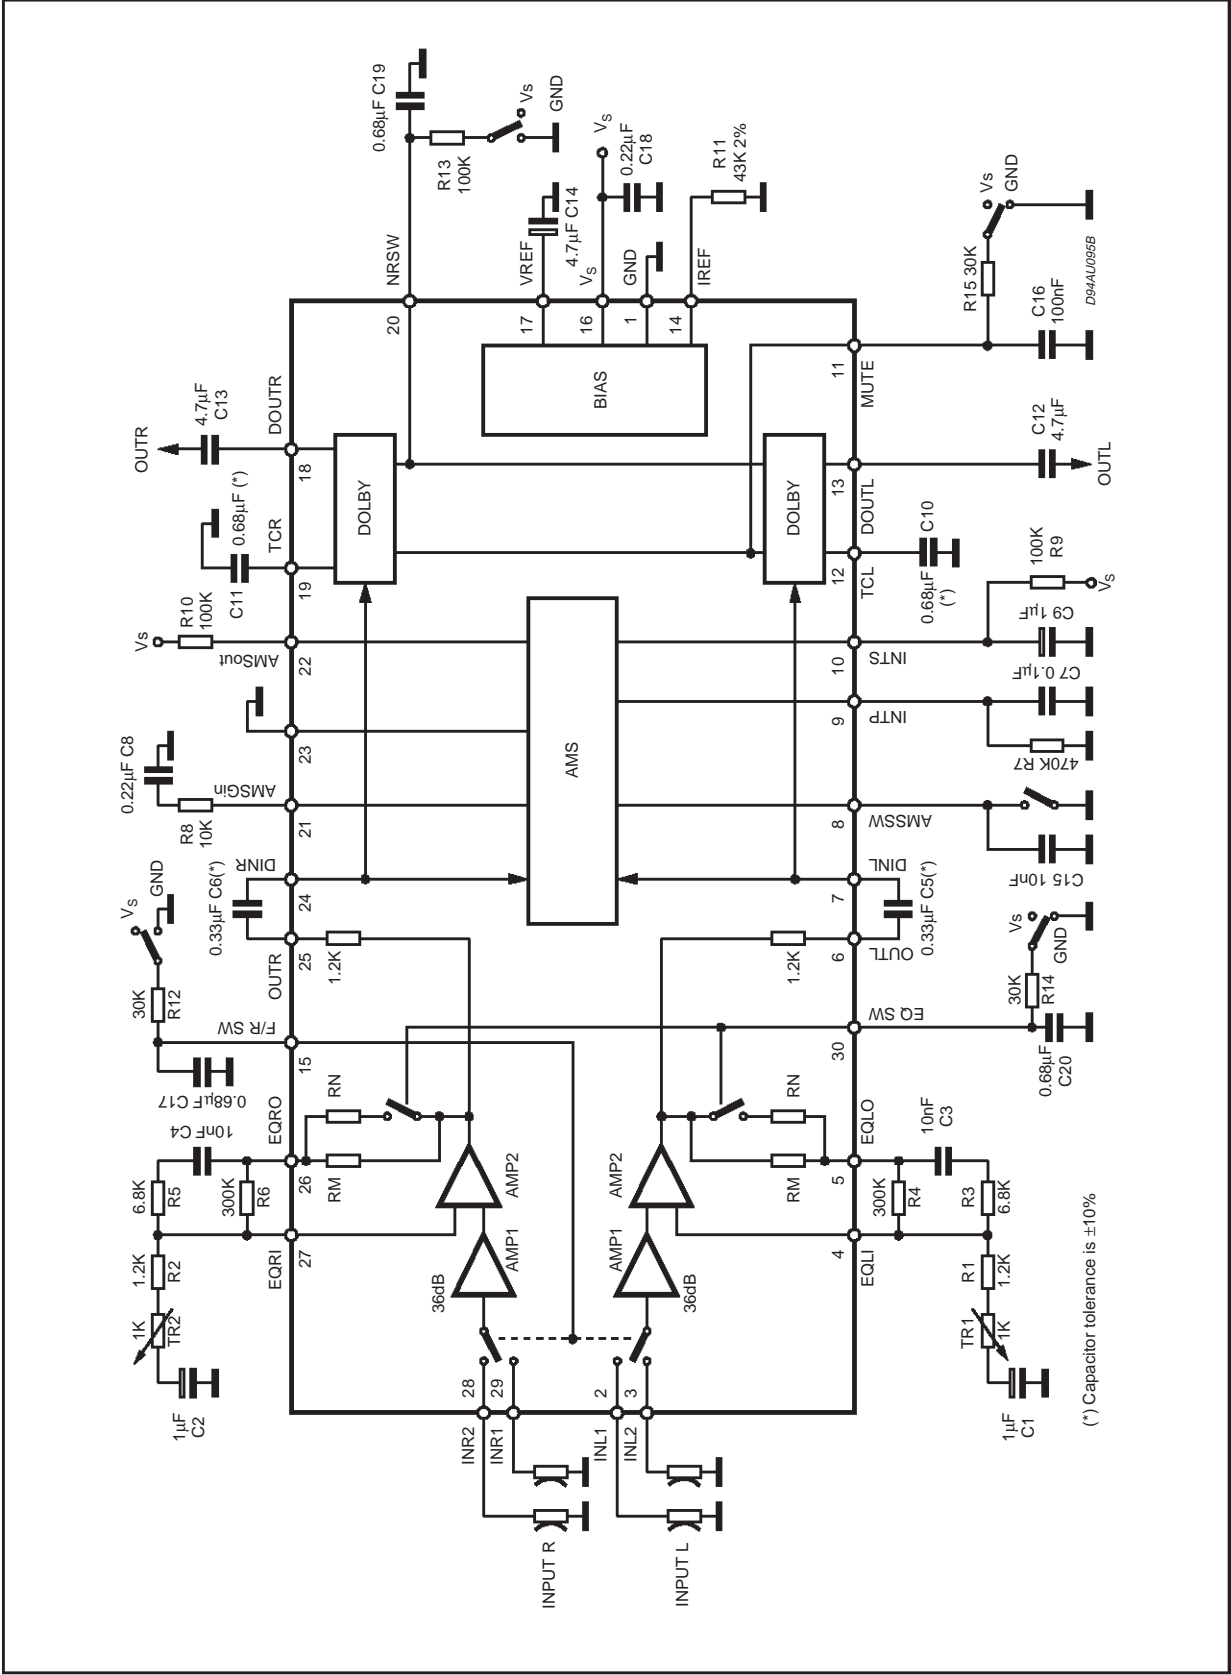 0.68µF C19
R13
100K
Vs
GND
NRSW
VREF
4.7µF C14
VS
0.22µF
C18
VS
GND
IREF
R11
43K 2%
R15 30K
Vs
GND
C16
100nF
D94AU095B
20
17
16
1
14
BIAS
OUTR
4.7µF
C13
DOUTR
18
DOLBY
TCR
0.68µF (*)
C11
19
11
MUTE
DOLBY
13
DOUTL
C12
4.7µF
OUTL
12
TCL
C10
0.68µF
(*)
Vs
R10
100K
AMSout
22
23
0.22µF C8
R8
10K
AMSGin
21
AMS
10
INTS
100K
R9
VS
C9 1µF
9
INTP
C7 0.1µF
470K R7
8
AMSSW
C15 10nF
VS
GND
30K
R12
0.33µF C6(*)
DINR
24
25
OUTR
1.2K
7
DINL
0.33µF C5(*)
6
OUTL
1.2K
F/R SW
15
0.68µF C17
EQ SW
30
30K
R14
Vs
GND
0.68µF
C20
10nF C4
EQRO
26
RN
RM
RN
RM
EQLO
5
10nF
C3
6.8K
R5
300K
R6
300K
R4
R3
6.8K
AMP2
AMP2
AMP1
AMP1
36dB
36dB
EQRI
27
4
EQLI
1.2K
R2
1K
TR2
1µF
C2
R1
1.2K
TR1
1K
1µF
C1
28
29
2
3
INR2
INR1
INL1
INL2
INPUT R
INPUT L
(*) Capacitor tolerance is ±10%